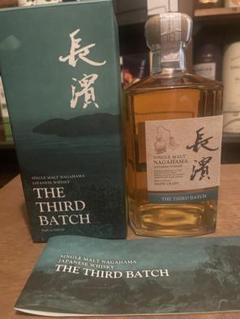 長濱
SINGLE MALT NAGAHAMA
JAPANESE WHISKY
THE
THIRD
BATCH
長濱
SINGLE MALT
NAGAHAMA
THE THIRD BATCH
SINGLE MALT NAGAHAMA
JAPANESE WHISKY
THE THIRD BATCH